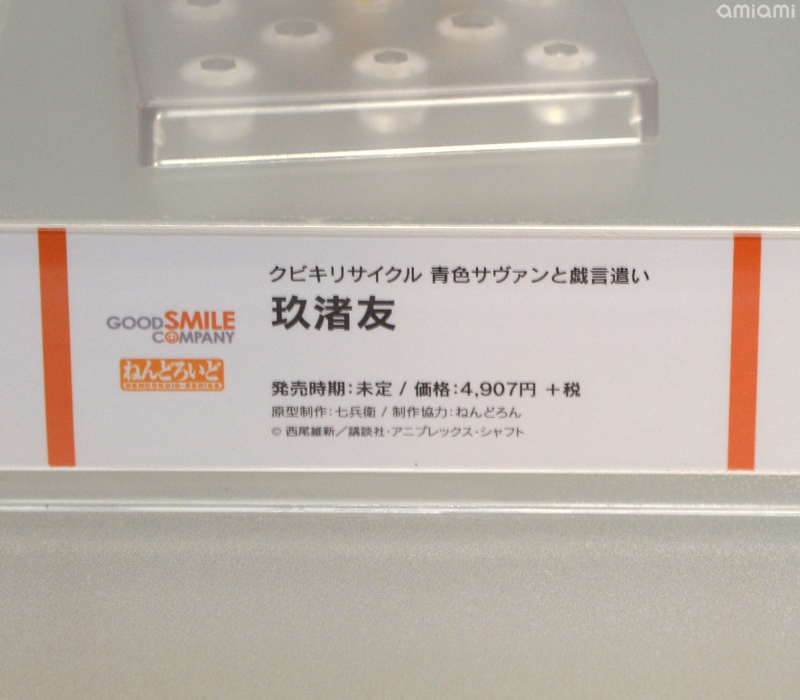 amiami
クビキリサイクル 青色サヴァンと戯言遣い
玖渚友
GOODSMILE
COMPANY
ねんどろいど
NENDOROID・SERIES
発売時期:未定 / 価格:4,907円 +税
原型制作:七兵衛 / 制作協力:ねんどろん
© 西尾維新／講談社・アニプレックス・シャフト